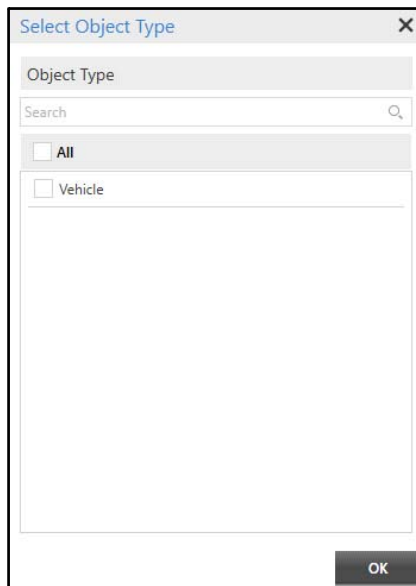 Select Object Type
Object Type
Search
All
Vehicle
OK